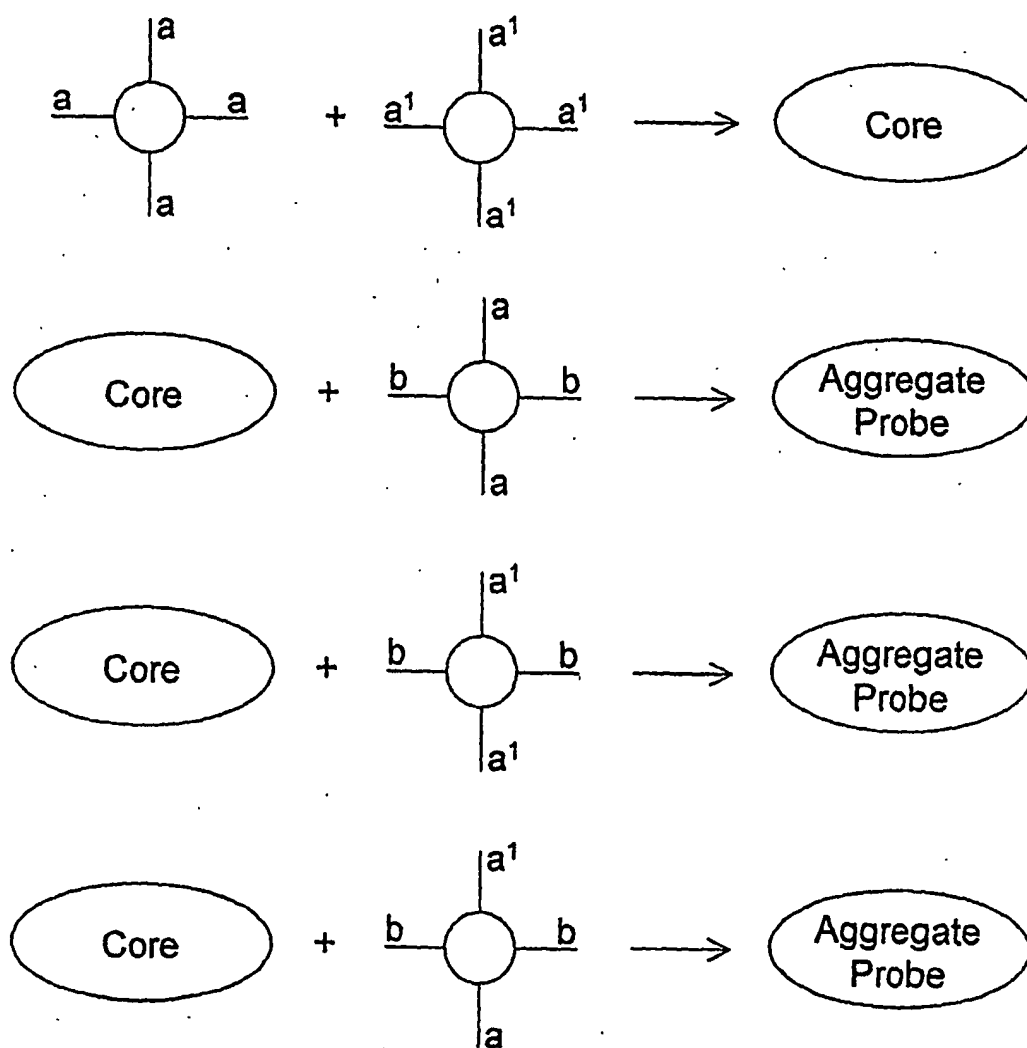 a
a a + a¹ a¹
a¹
a a¹
Core
Core + b b Aggregate
Probe
a
a
Core + b b Aggregate
Probe
a¹
a¹
Core + b b Aggregate
Probe
a¹
a